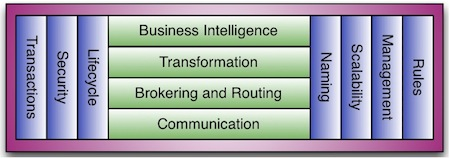 Transactions
Security
Lifecycle
Business Intelligence
Transformation
Brokering and Routing
Communication
Naming
Scalability
Management
Rules